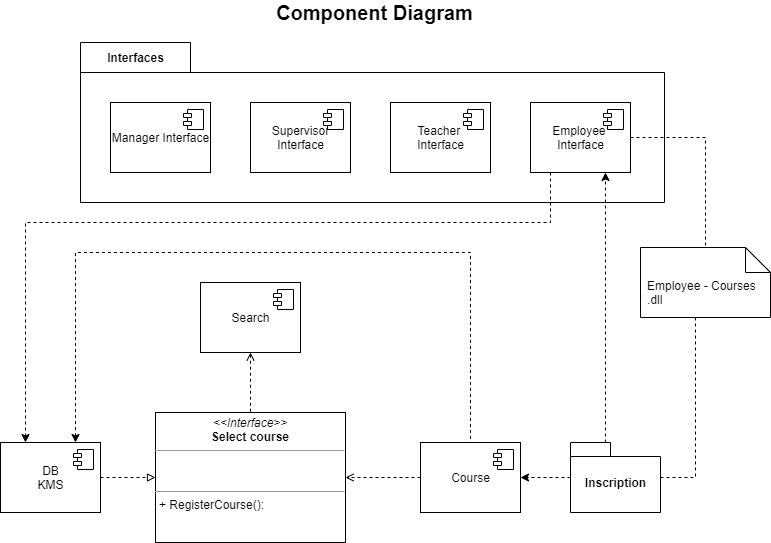 Component Diagram
Interfaces
Manager Interface
Supervisor
Interface
Teacher
Interface
Employee
Interface
Employee - Courses
.dll
Search
<<Interface>>
Select course
+ RegisterCourse():
DB
KMS
Course
Inscription